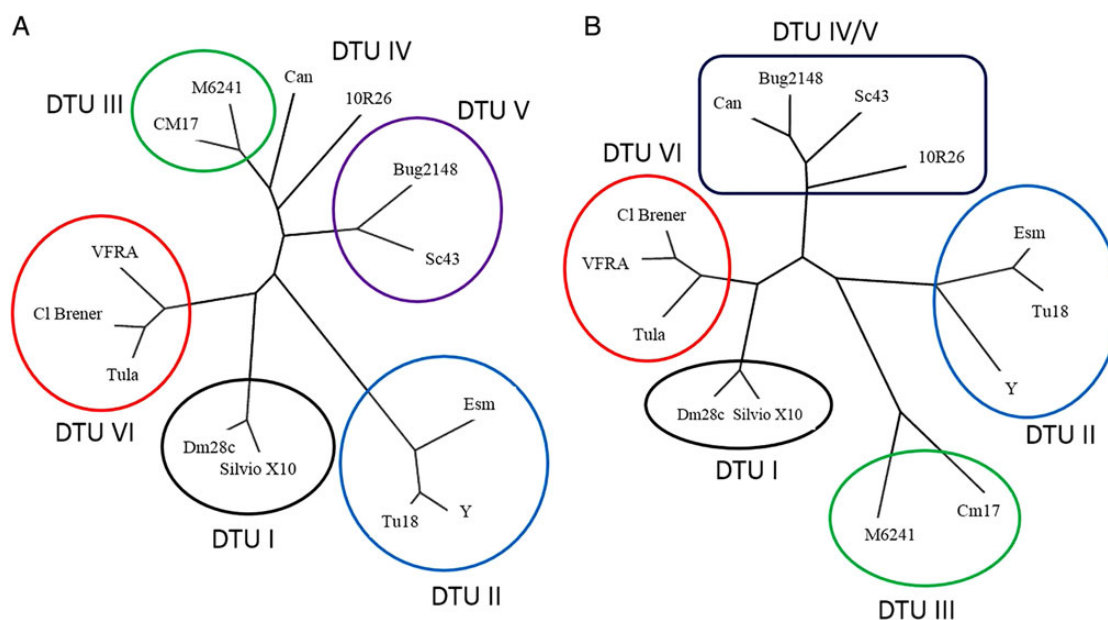 A
DTU III
M6241
CM17
Can
DTU IV
10R26
DTU V
Bug2148
Sc43
VFRA
Cl Brener
Tula
DTU VI
Dm28c
Silvio X10
DTU I
Esm
Tu18
Y
DTU II
B
DTU IV/V
Bug2148
Can
Sc43
10R26
DTU VI
Cl Brener
VFRA
Tula
Esm
Tu18
Y
DTU II
Dm28c
Silvio X10
DTU I
M6241
Cm17
DTU III